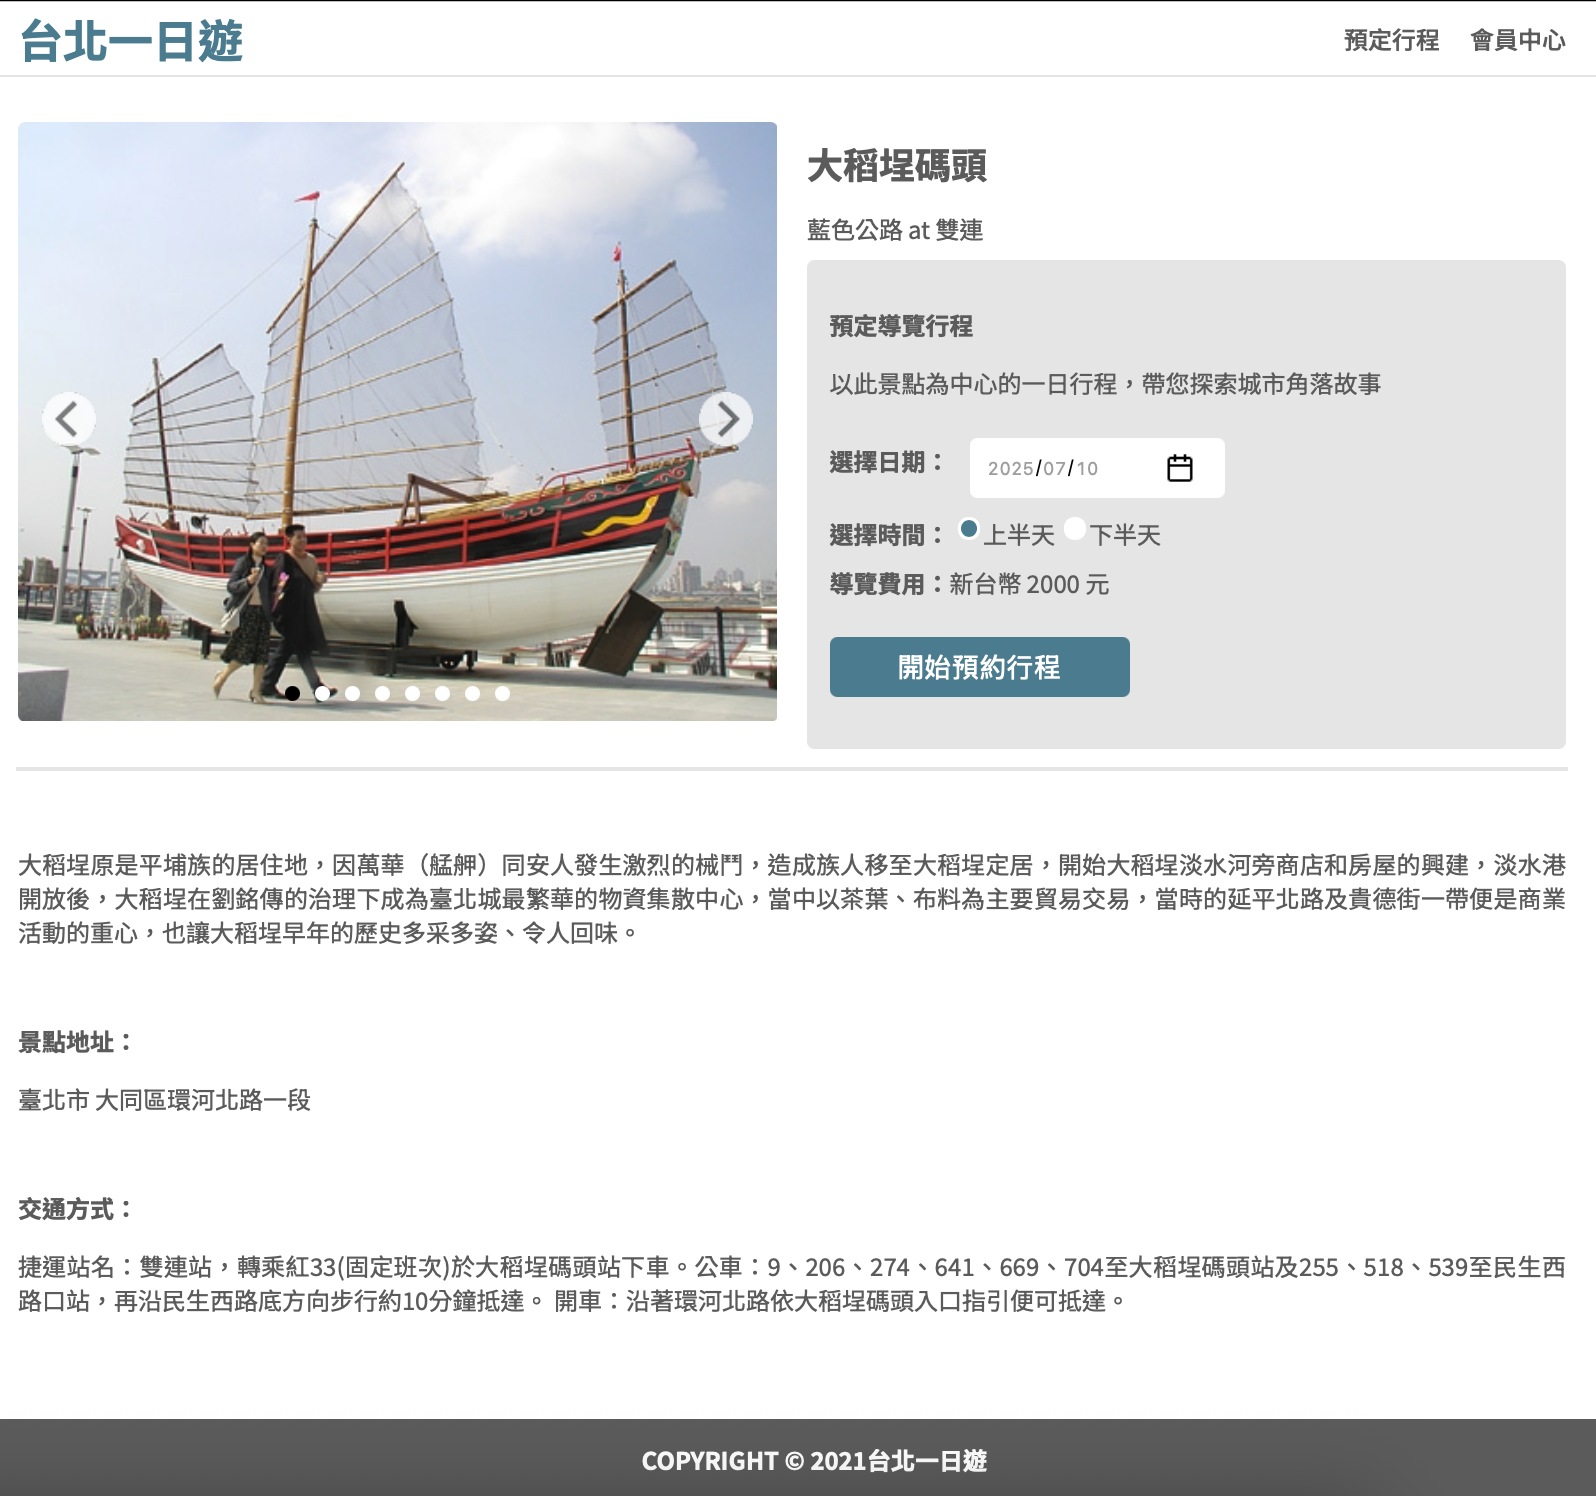 台北一日遊
預定行程 會員中心
大稻埕碼頭
藍色公路 at 雙連
預定導覽行程
以此景點為中心的一日行程，帶您探索城市角落故事
選擇日期： 2025/07/10
選擇時間： 上半天 下半天
導覽費用：新台幣 2000 元
開始預約行程
大稻埕原是平埔族的居住地，因萬華（艋舺）同安人發生激烈的械鬥，造成族人移至大稻埕定居，開始大稻埕淡水河旁商店和房屋的興建，淡水港
開放後，大稻埕在劉銘傳的治理下成為臺北城最繁華的物資集散中心，當中以茶葉、布料為主要貿易交易，當時的延平北路及貴德街一帶便是商業
活動的重心，也讓大稻埕早年的歷史多采多姿、令人回味。
景點地址：
臺北市 大同區環河北路一段
交通方式：
捷運站名：雙連站，轉乘紅33(固定班次)於大稻埕碼頭站下車。公車：9、206、274、641、669、704至大稻埕碼頭站及255、518、539至民生西
路口站，再沿民生西路底方向步行約10分鐘抵達。 開車：沿著環河北路依大稻埕碼頭入口指引便可抵達。
COPYRIGHT © 2021台北一日遊